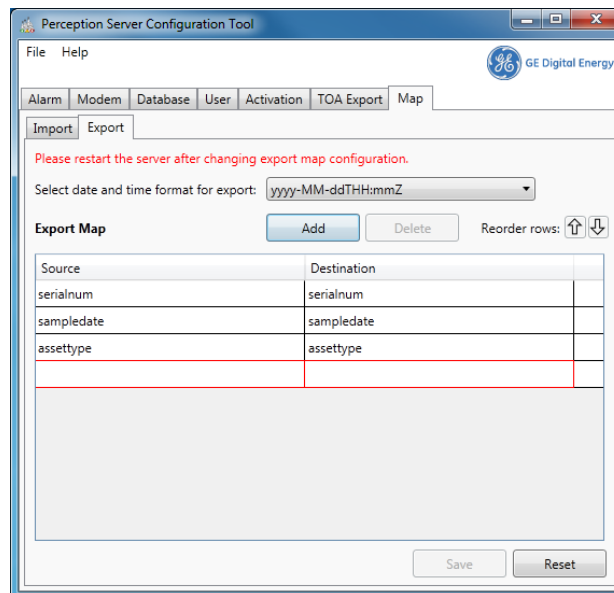 Perception Server Configuration Tool
File Help
GE Digital Energy
Alarm Modem Database User Activation TOA Export Map
Import Export
Please restart the server after changing export map configuration.
Select date and time format for export: yyyy-MM-ddTHH:mmZ
Export Map Add Delete Reorder rows:
Source Destination
serialnum serialnum
sampledate sampledate
assettype assettype
Save Reset